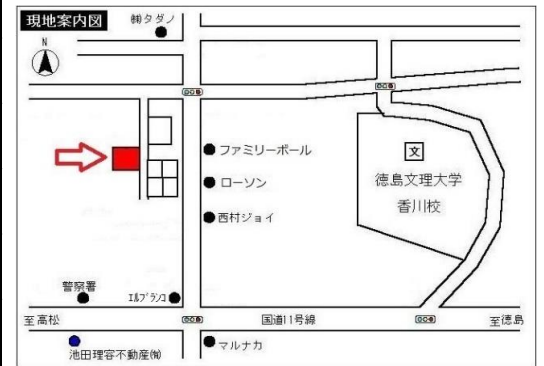 現地案内図
㈱タダノ
N
ファミリーボール
ローソン
西村ジョイ
文
徳島文理大学
香川校
警察署
エルブランコ
至高松
国道11号線
至徳島
池田理容不動産㈱
マルナカ